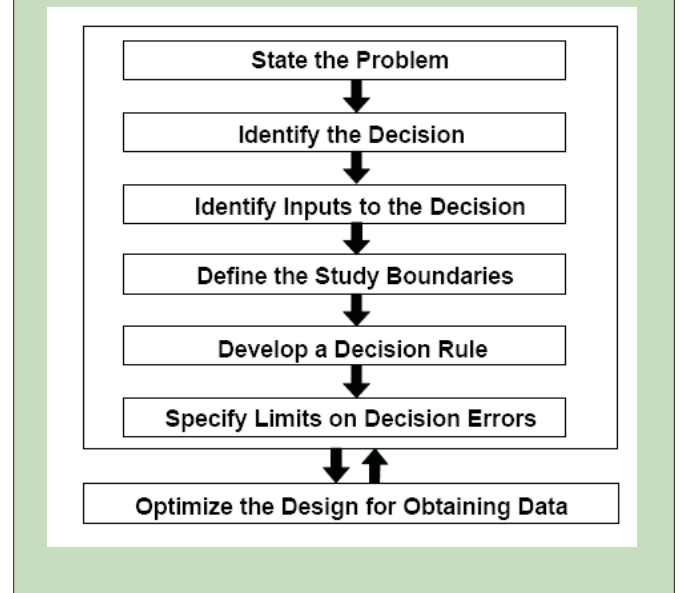 State the Problem
Identify the Decision
Identify Inputs to the Decision
Define the Study Boundaries
Develop a Decision Rule
Specify Limits on Decision Errors
Optimize the Design for Obtaining Data